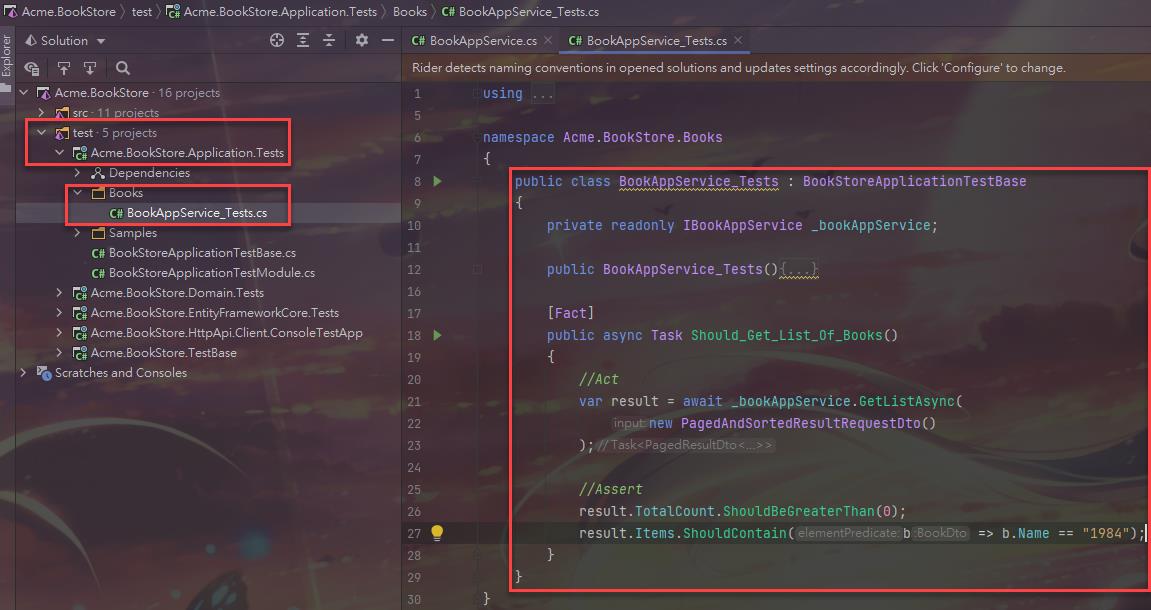 Acme.BookStore 〉 test 〉 Acme.BookStore.Application.Tests 〉 Books 〉 C# BookAppService_Tests.cs
Explorer
Solution
C# BookAppService.cs ×
C# BookAppService_Tests.cs ×
Rider detects naming conventions in opened solutions and updates settings accordingly. Click 'Configure' to change.
Acme.BookStore · 16 projects
src · 11 projects
test · 5 projects
Acme.BookStore.Application.Tests
Dependencies
Books
C# BookAppService_Tests.cs
Samples
C# BookStoreApplicationTestBase.cs
C# BookStoreApplicationTestModule.cs
Acme.BookStore.Domain.Tests
Acme.BookStore.EntityFrameworkCore.Tests
Acme.BookStore.HttpApi.Client.ConsoleTestApp
Acme.BookStore.TestBase
Scratches and Consoles
1 using ...
5
6 namespace Acme.BookStore.Books
7 {
8 public class BookAppService_Tests : BookStoreApplicationTestBase
9 {
10 private readonly IBookAppService _bookAppService;
11
12 public BookAppService_Tests(){...}
16
17 [Fact]
18 public async Task Should_Get_List_Of_Books()
19 {
20 //Act
21 var result = await _bookAppService.GetListAsync(
22 input: new PagedAndSortedResultRequestDto()
23 ); // Task<PagedResultDto<...>>
24
25 //Assert
26 result.TotalCount.ShouldBeGreaterThan(0);
27 result.Items.ShouldContain( elementPredicate: b :BookDto => b.Name == "1984");
28 }
29 }
30 }